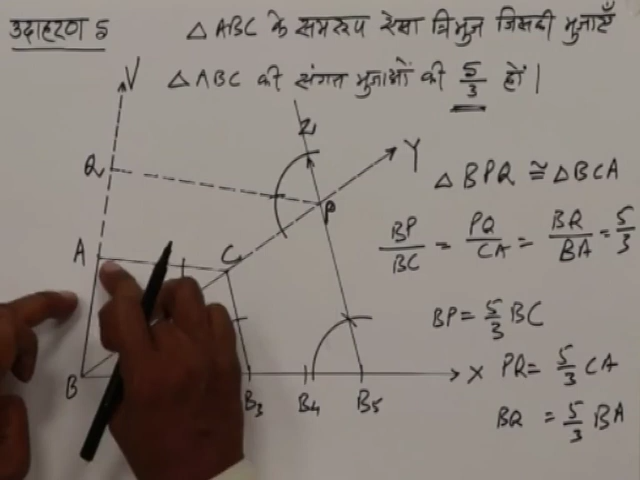 उदाहरण 5
△ABC के समरूप ऐसा त्रिभुज जिसकी भुजाएँ
△ABC की संगत भुजाओं की 5/3 हों।
V
Z
Y
Q
P
△BPQ ≅ △BCA
A
C
BP/BC = PQ/CA = BQ/BA = 5/3
BP = 5/3 BC
B
B3
B4
B5
X
PQ = 5/3 CA
BQ = 5/3 BA